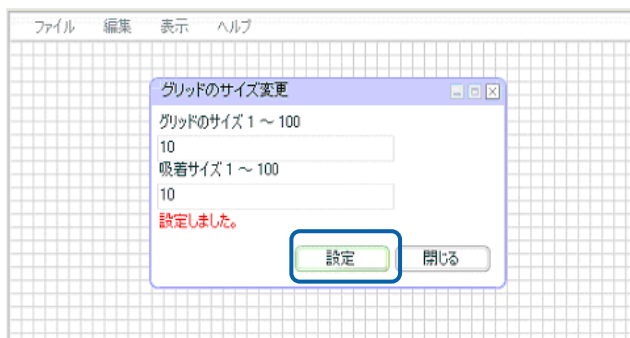 ファイル 編集 表示 ヘルプ
グリッドのサイズ変更
グリッドのサイズ 1 ～ 100
10
吸着サイズ 1 ～ 100
10
設定しました。
設定 閉じる